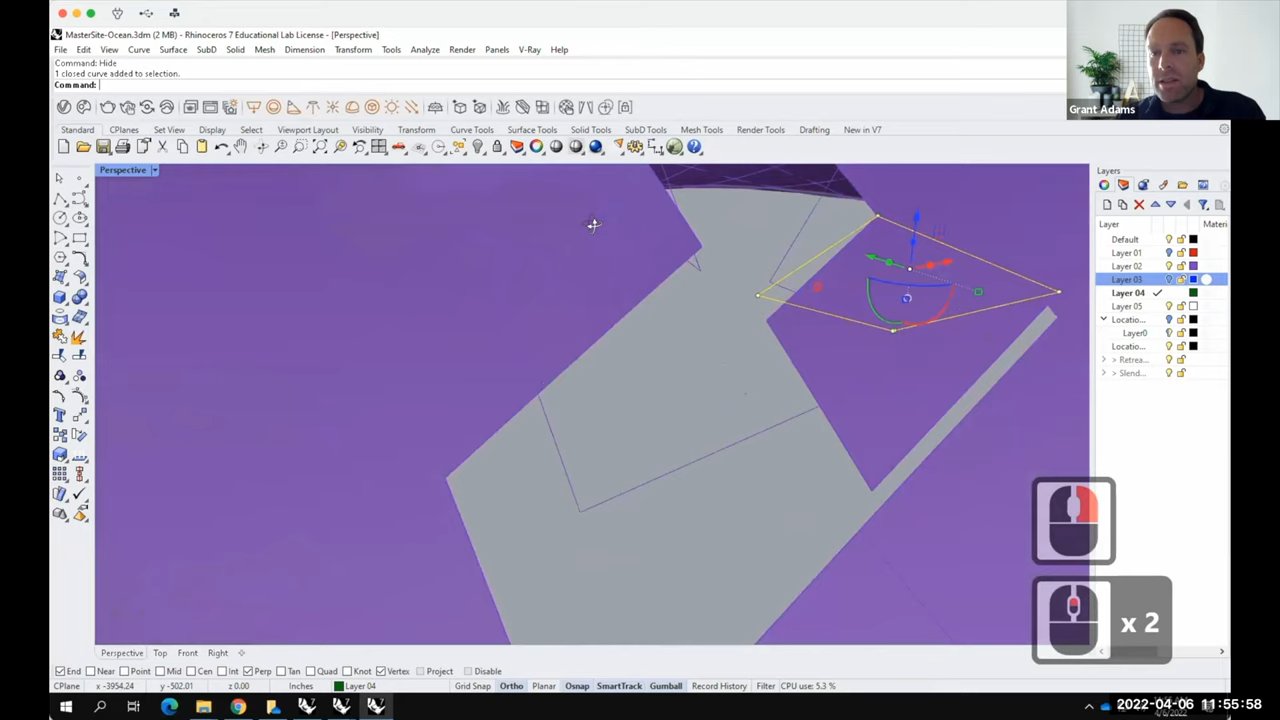 MasterSite-Ocean.3dm (2 MB) - Rhinoceros 7 Educational Lab License - [Perspective]
File Edit View Curve Surface SubD Solid Mesh Dimension Transform Tools Analyze Render Panels V-Ray Help
Command: Hide
1 closed curve added to selection.
Command:
Grant Adams
Standard CPlanes Set View Display Select Viewport Layout Visibility Transform Curve Tools Surface Tools Solid Tools SubD Tools Mesh Tools Render Tools Drafting New in V7
Perspective
Layers
Layer Materi
Default
Layer 01
Layer 02
Layer 03
Layer 04
Layer 05
Locatio...
Layer0
Locatio...
> Retrea...
> Slend...
x 2
Perspective Top Front Right
End Near Point Mid Cen Int Perp Tan Quad Knot Vertex Project Disable
CPlane x -3954.24 y -502.01 z 0.00 Inches Layer 04 Grid Snap Ortho Planar Osnap SmartTrack Gumball Record History Filter CPU use: 5.3 %
2022-04-06 11:55:58